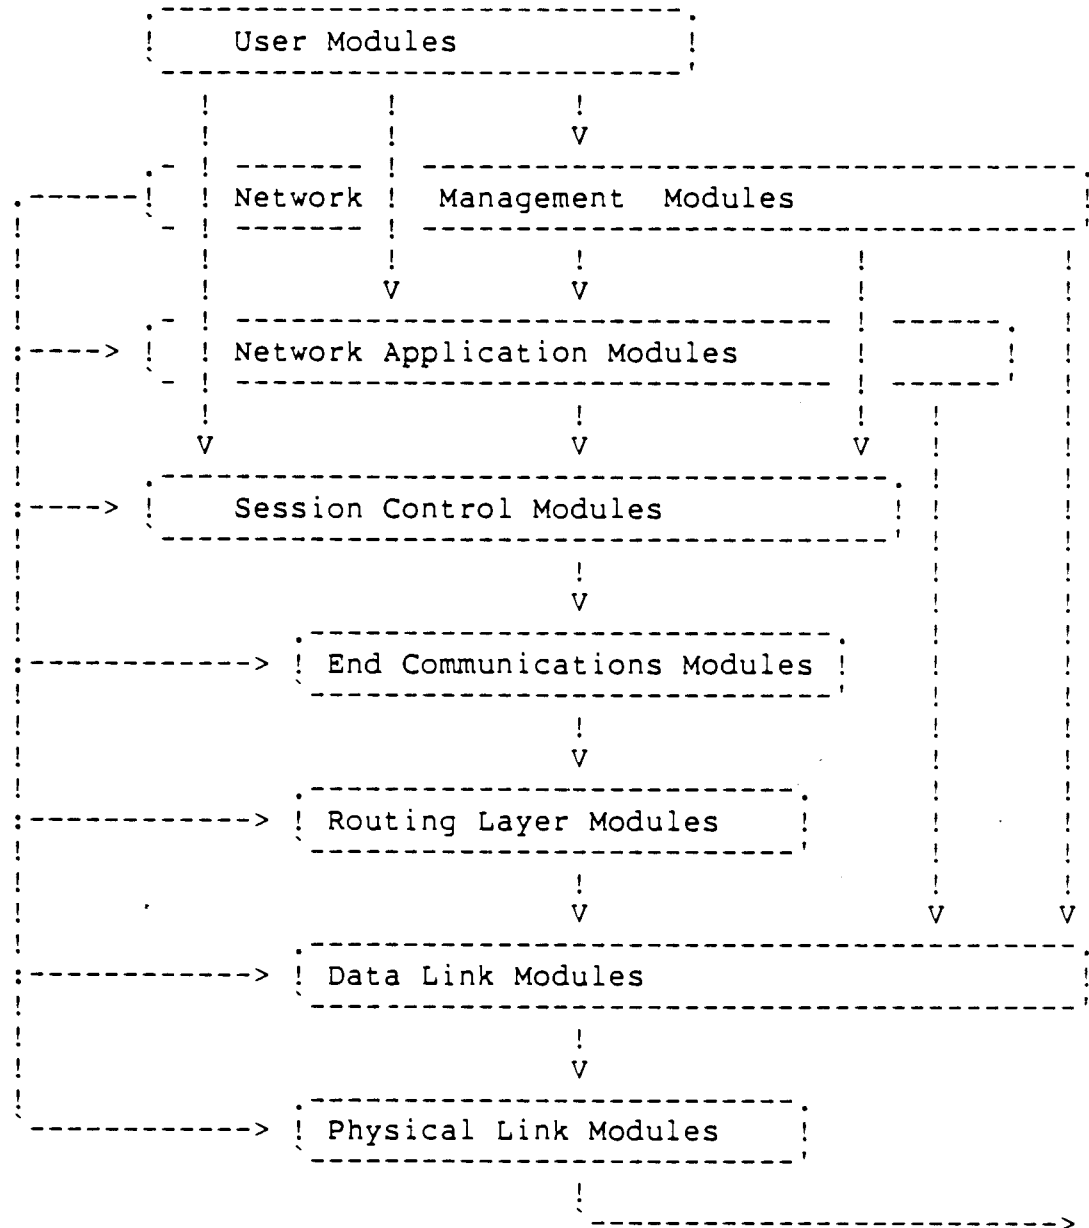 User Modules
Network Management Modules
Network Application Modules
Session Control Modules
End Communications Modules
Routing Layer Modules
Data Link Modules
Physical Link Modules